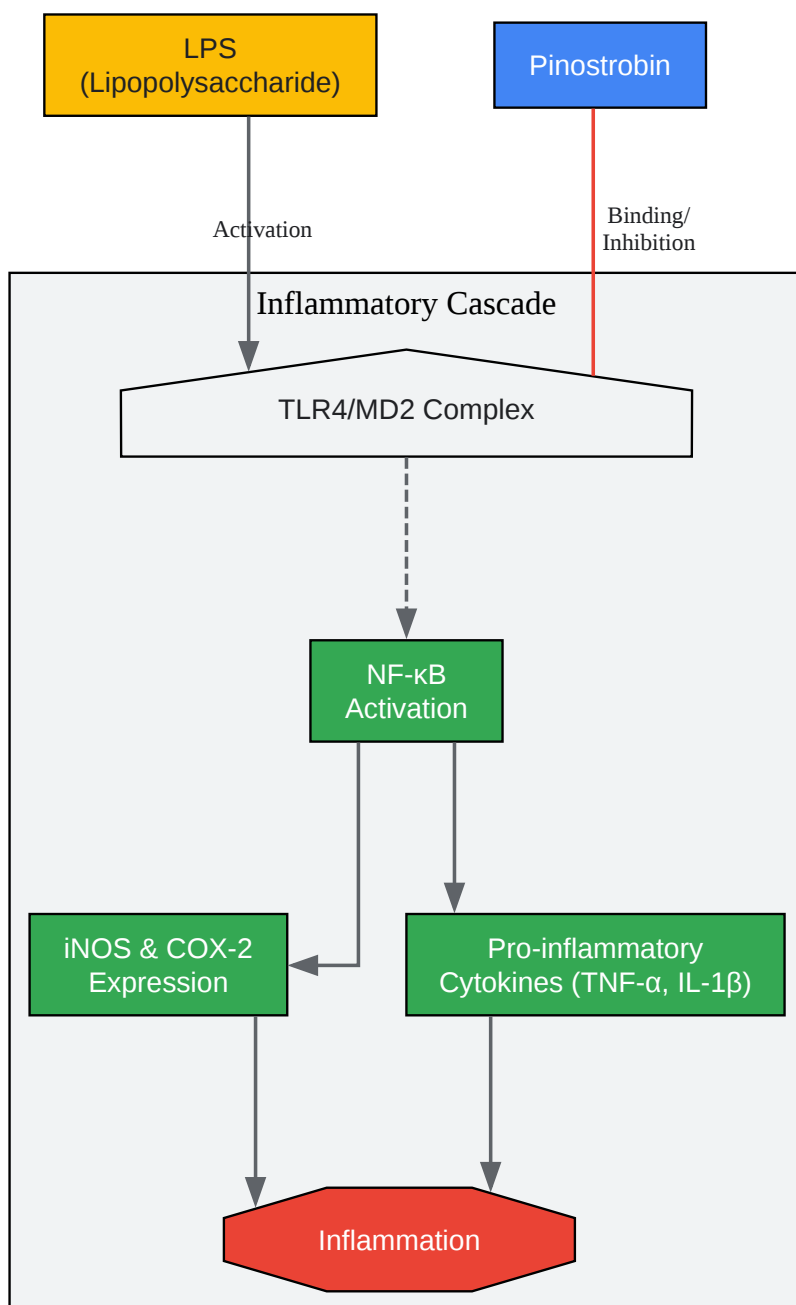 LPS
(Lipopolysaccharide)
Pinostrobin
Activation
Binding/
Inhibition
Inflammatory Cascade
TLR4/MD2 Complex
NF-κB
Activation
iNOS & COX-2
Expression
Pro-inflammatory
Cytokines (TNF-α, IL-1β)
Inflammation